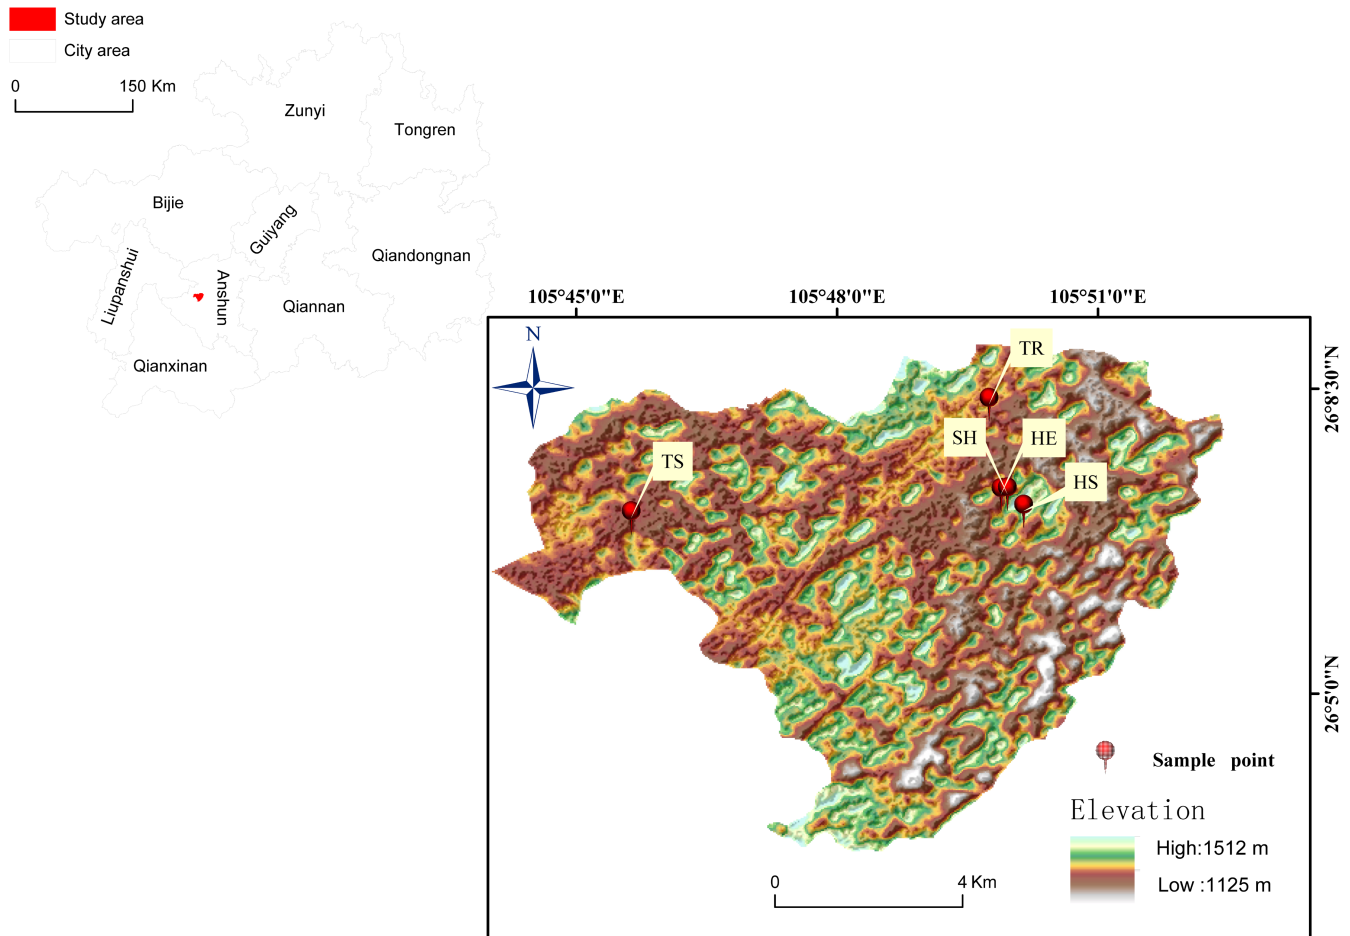 Study area
City area
0 150 Km
Zunyi
Tongren
Bijie
Guiyang
Qiandongnan
Liupanshui
Anshun
Qiannan
Qianxinan
105°45'0"E 105°48'0"E 105°51'0"E
N
TR
26°8'30"N
SH HE
TS
HS
26°5'0"N
Sample point
Elevation
High:1512 m
Low :1125 m
0 4 Km